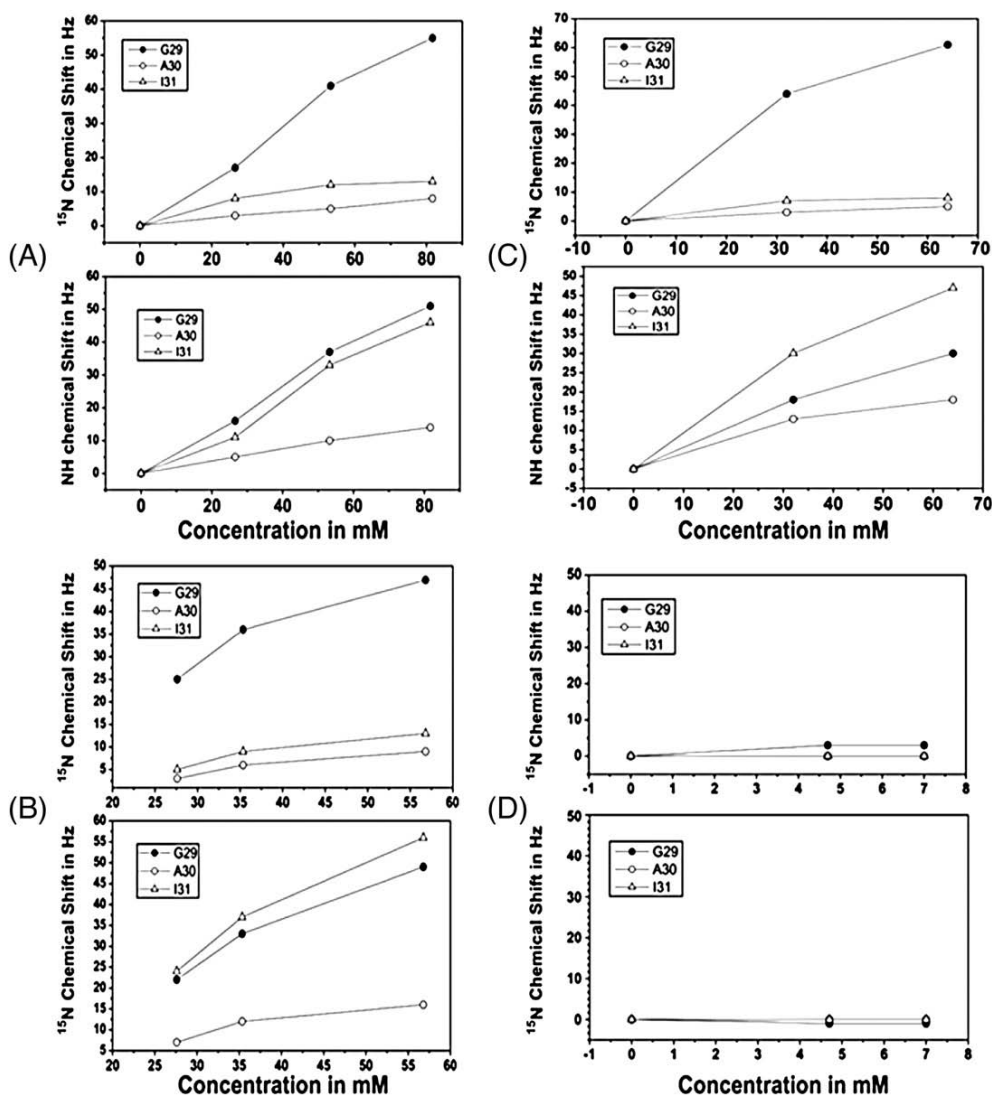 (A)
15N Chemical Shift in Hz
60
50
40
30
20
10
0
G29
A30
I31
0 20 40 60 80
NH chemical Shift in Hz
60
50
40
30
20
10
0
G29
A30
I31
0 20 40 60 80
Concentration in mM
(C)
15N Chemical Shift in Hz
70
60
50
40
30
20
10
0
G29
A30
I31
-10 0 10 20 30 40 50 60 70
NH chemical Shift in Hz
50
45
40
35
30
25
20
15
10
5
0
-5
G29
A30
I31
-10 0 10 20 30 40 50 60 70
Concentration in mM
(B)
15N Chemical Shift in Hz
50
45
40
35
30
25
20
15
10
5
G29
A30
I31
20 25 30 35 40 45 50 55 60
15N Chemical Shift in Hz
60
55
50
45
40
35
30
25
20
15
10
5
G29
A30
I31
20 25 30 35 40 45 50 55 60
Concentration in mM
(D)
15N Chemical Shift in Hz
50
40
30
20
10
0
G29
A30
I31
-1 0 1 2 3 4 5 6 7 8
15N Chemical Shift in Hz
50
40
30
20
10
0
G29
A30
I31
-1 0 1 2 3 4 5 6 7 8
Concentration in mM